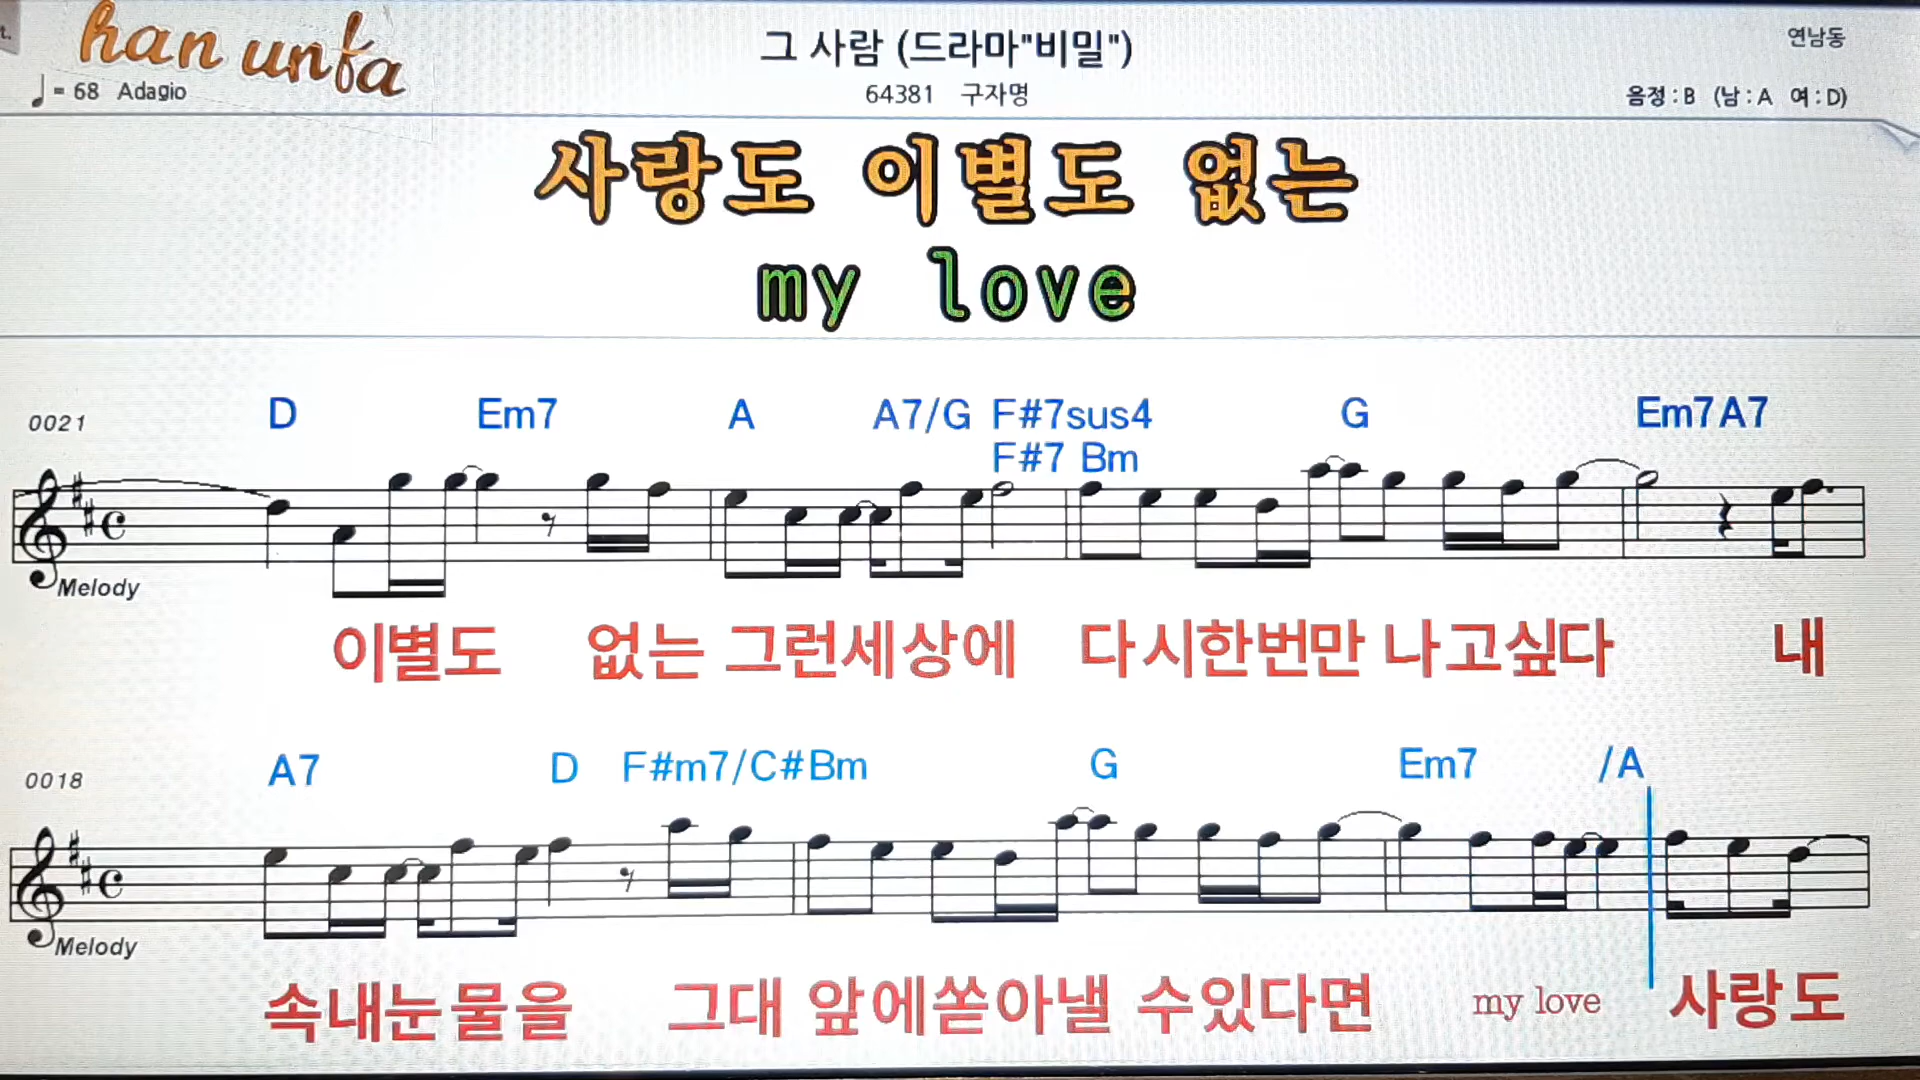 han unfa
그 사람 (드라마"비밀")
연남동
♩= 68 Adagio
64381 구자명
음정 : B (남 : A 여 : D)
사랑도 이별도 없는
my love
0021 D Em7 A A7/G F#7sus4 G Em7 A7
F#7 Bm
Melody
이별도 없는 그런세상에 다시한번만 나고싶다 내
0018 A7 D F#m7/C# Bm G Em7 /A
Melody
속내눈물을 그대 앞에쏟아낼 수있다면 my love 사랑도